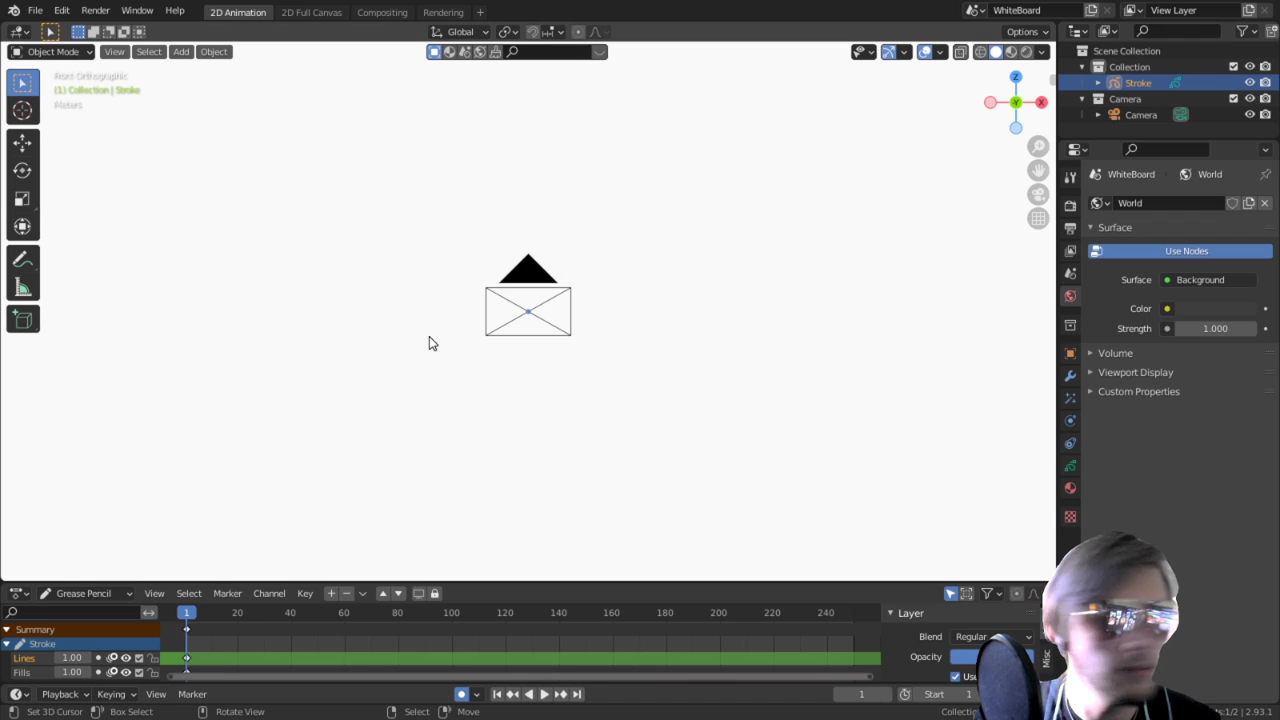 File Edit Render Window Help 2D Animation 2D Full Canvas Compositing Rendering + WhiteBoard View Layer
Global Options
Object Mode View Select Add Object
Front Orthographic
(1) Collection | Stroke
Meters
Z
Y
X
Scene Collection
Collection
Stroke
Camera
Camera
WhiteBoard World
World
Surface
Use Nodes
Surface Background
Color
Strength 1.000
Volume
Viewport Display
Custom Properties
Grease Pencil View Select Marker Channel Key
1 20 40 60 80 100 120 140 160 180 200 220 240
Summary
Stroke
Lines 1.00
Fills 1.00
Layer
Blend Regular
Opacity
Misc
Playback Keying View Marker 1 Start 1
Set 3D Cursor Box Select Rotate View Select Move